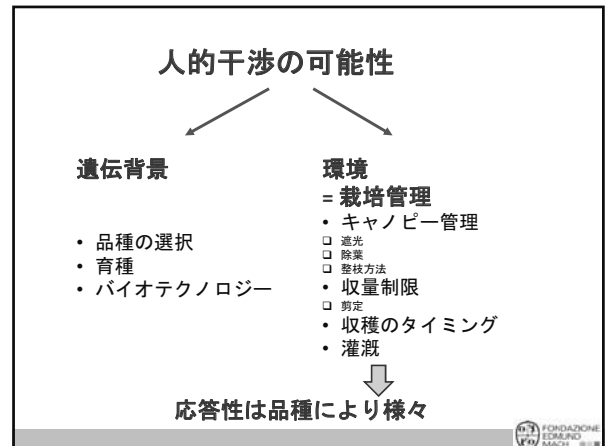 人的干渉の可能性
遺伝背景
• 品種の選択
• 育種
• バイオテクノロジー
環境
= 栽培管理
• キャノピー管理
❑ 遮光
❑ 除葉
❑ 整枝方法
• 収量制限
❑ 剪定
• 収穫のタイミング
• 灌漑
応答性は品種により様々
FONDAZIONE
EDMUND
MACH